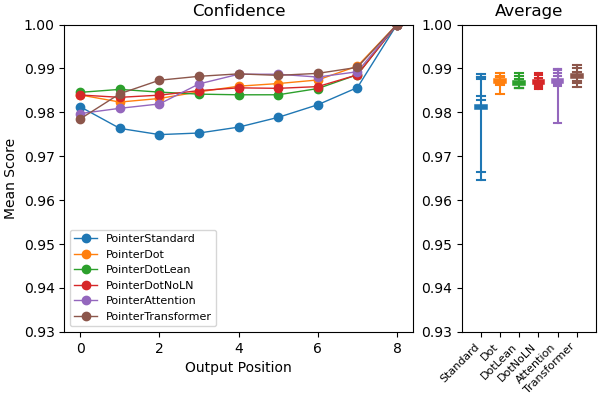 Confidence
Average
1.00
0.99
0.98
0.97
0.96
0.95
0.94
0.93
Mean Score
PointerStandard
PointerDot
PointerDotLean
PointerDotNoLN
PointerAttention
PointerTransformer
0 2 4 6 8
Output Position
1.00
0.99
0.98
0.97
0.96
0.95
0.94
0.93
Standard
Dot
DotLean
DotNoLN
Attention
Transformer